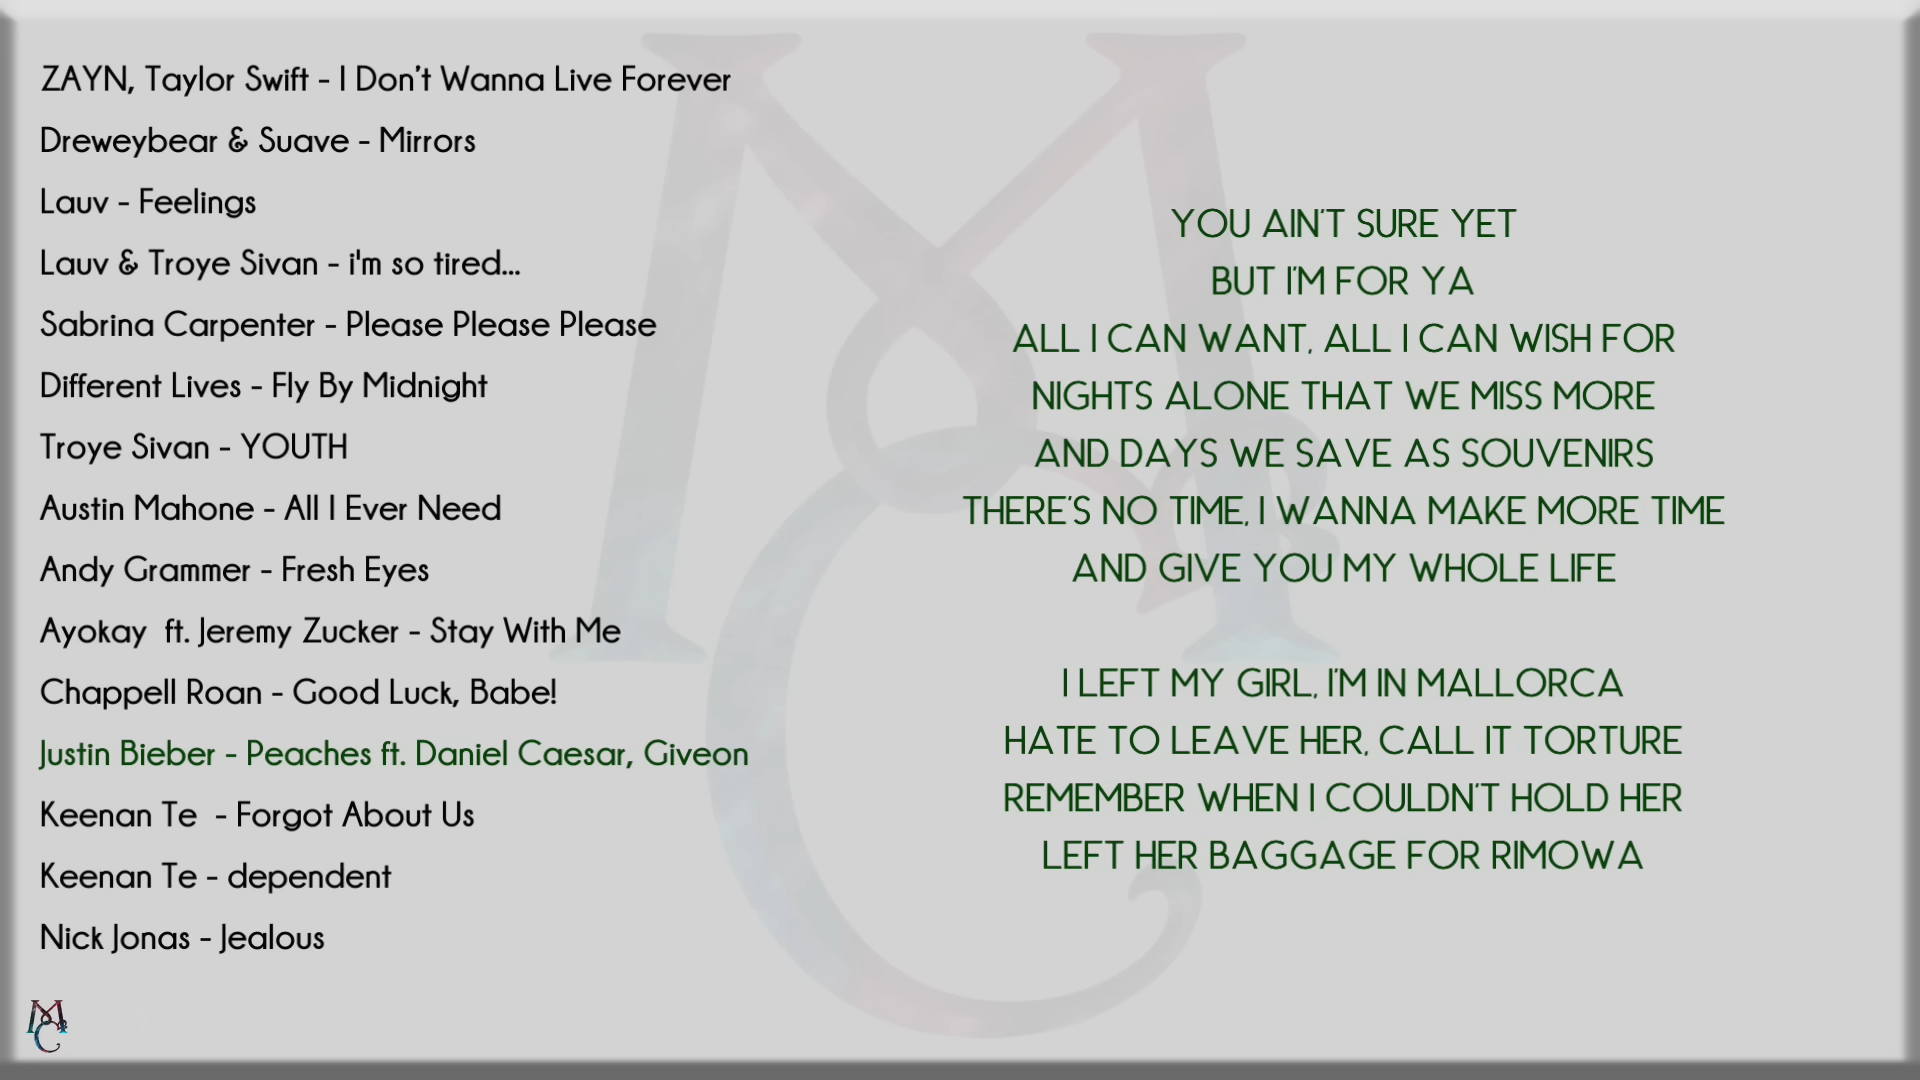 ZAYN, Taylor Swift - I Don't Wanna Live Forever
Dreweybear & Suave - Mirrors
Lauv - Feelings
Lauv & Troye Sivan - i'm so tired...
Sabrina Carpenter - Please Please Please
Different Lives - Fly By Midnight
Troye Sivan - YOUTH
Austin Mahone - All I Ever Need
Andy Grammer - Fresh Eyes
Ayokay  ft. Jeremy Zucker - Stay With Me
Chappell Roan - Good Luck, Babe!
Justin Bieber - Peaches ft. Daniel Caesar, Giveon
Keenan Te  - Forgot About Us
Keenan Te - dependent
Nick Jonas - Jealous
YOU AIN'T SURE YET
BUT I'M FOR YA
ALL I CAN WANT, ALL I CAN WISH FOR
NIGHTS ALONE THAT WE MISS MORE
AND DAYS WE SAVE AS SOUVENIRS
THERE'S NO TIME, I WANNA MAKE MORE TIME
AND GIVE YOU MY WHOLE LIFE
I LEFT MY GIRL, I'M IN MALLORCA
HATE TO LEAVE HER, CALL IT TORTURE
REMEMBER WHEN I COULDN'T HOLD HER
LEFT HER BAGGAGE FOR RIMOWA